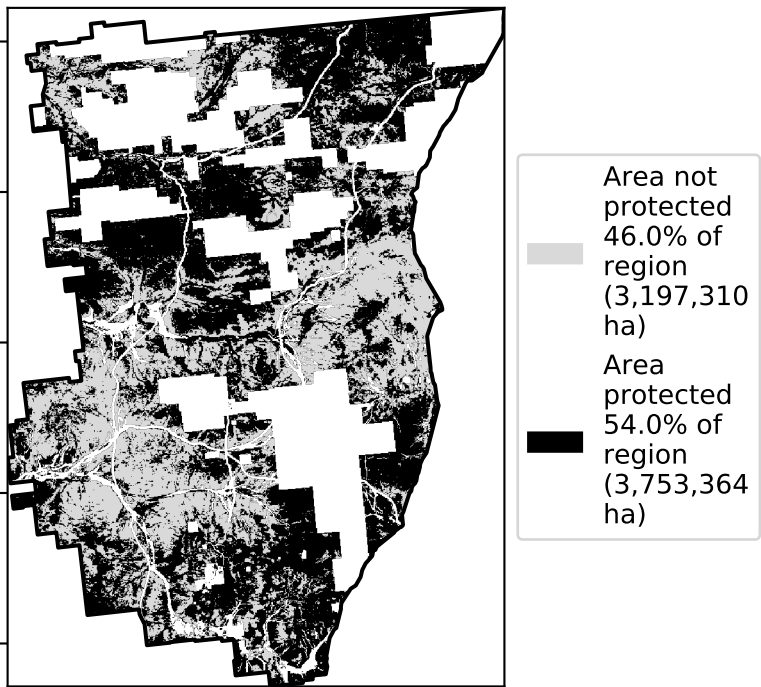 Area not
protected
46.0% of
region
(3,197,310
ha)
Area
protected
54.0% of
region
(3,753,364
ha)